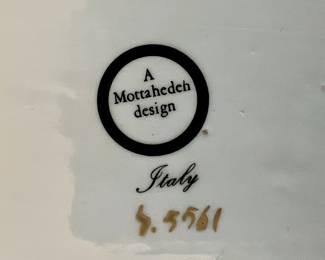 A
Mottahedeh
design
Italy
S.5561